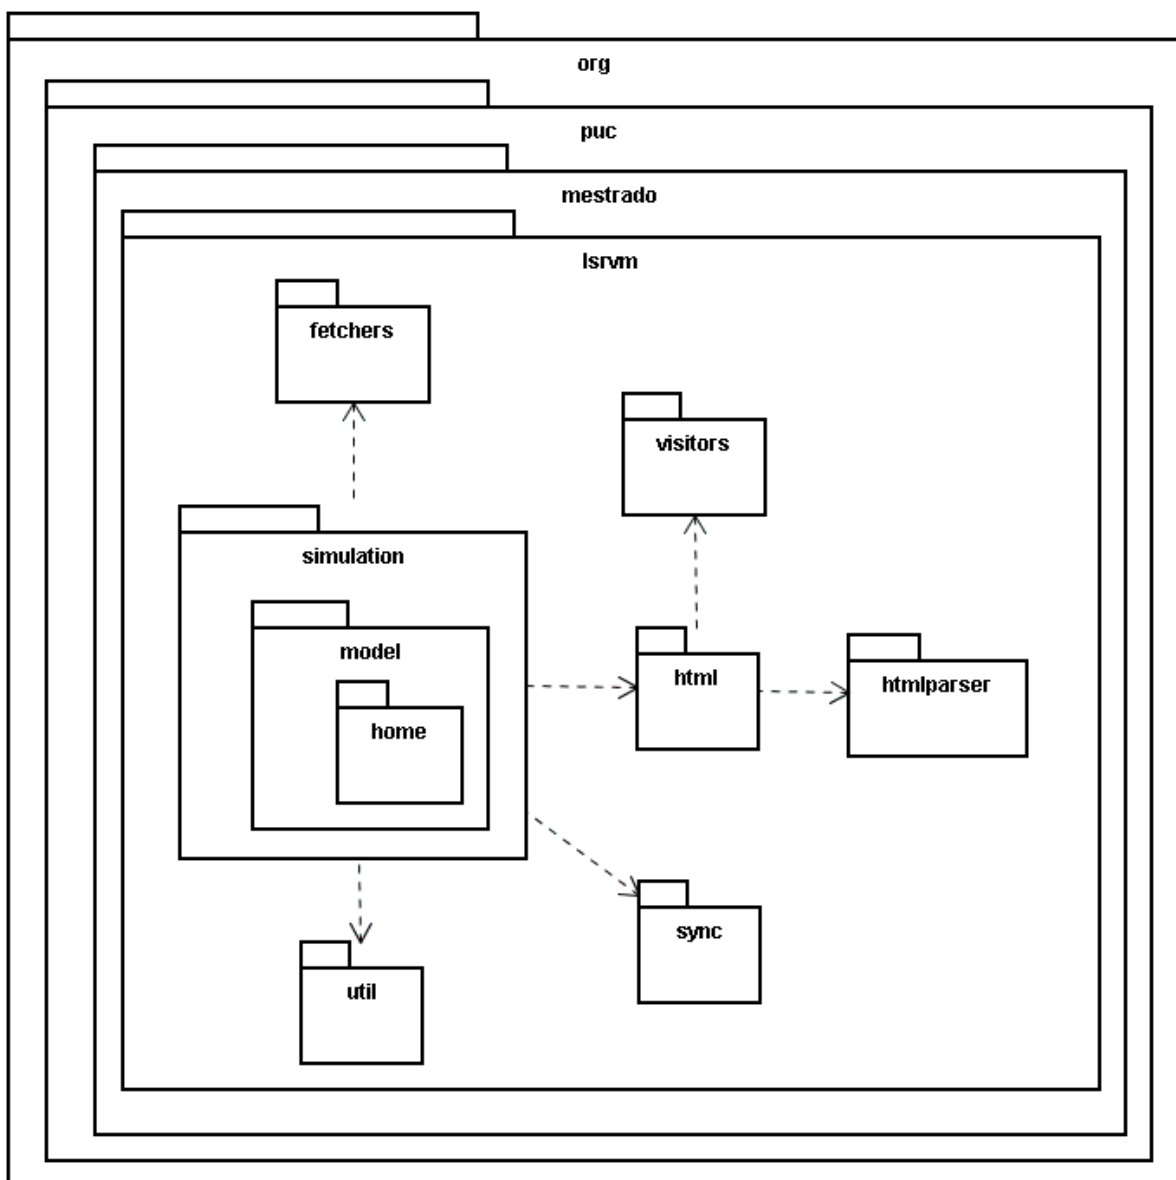 org
puc
mestrado
lsrvm
fetchers
visitors
simulation
model
html
htmlparser
home
sync
util